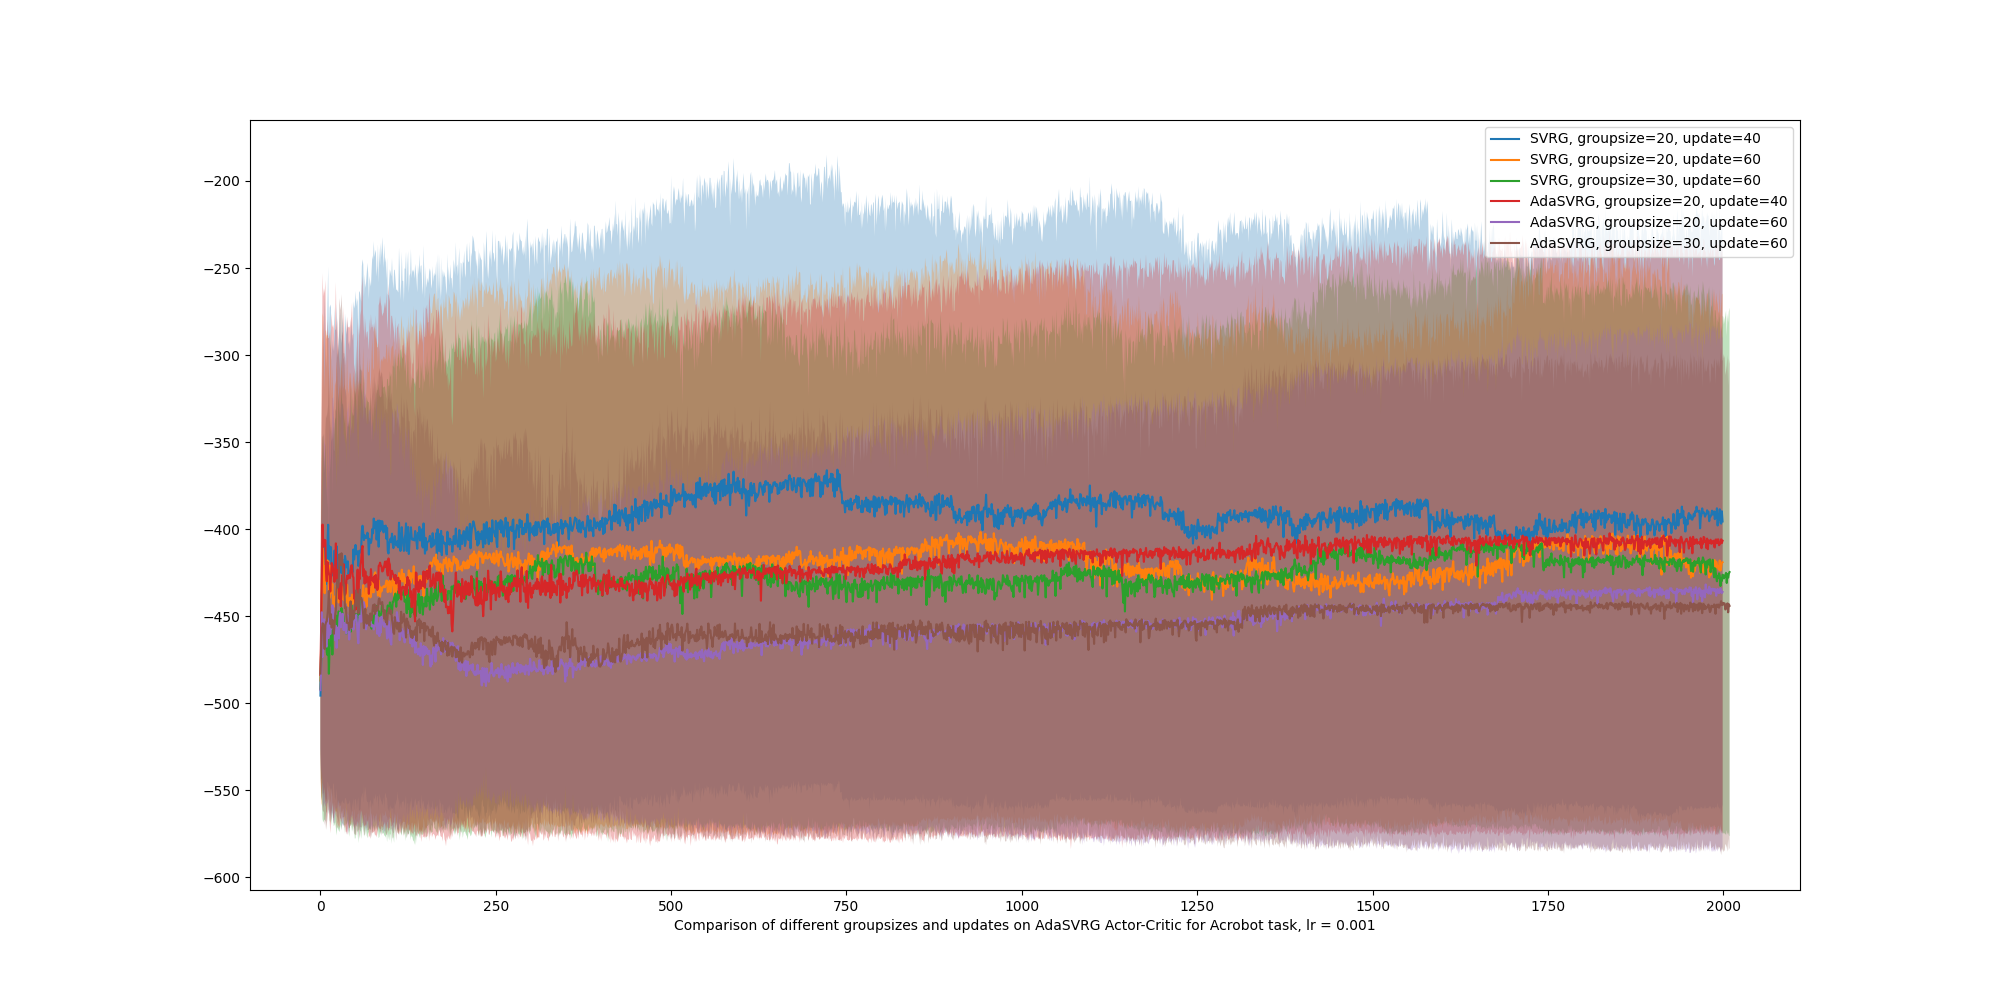 SVRG, groupsize=20, update=40
SVRG, groupsize=20, update=60
SVRG, groupsize=30, update=60
AdaSVRG, groupsize=20, update=40
AdaSVRG, groupsize=20, update=60
AdaSVRG, groupsize=30, update=60
−200
−250
−300
−350
−400
−450
−500
−550
−600
0 250 500 750 1000 1250 1500 1750 2000
Comparison of different groupsizes and updates on AdaSVRG Actor-Critic for Acrobot task, lr = 0.001